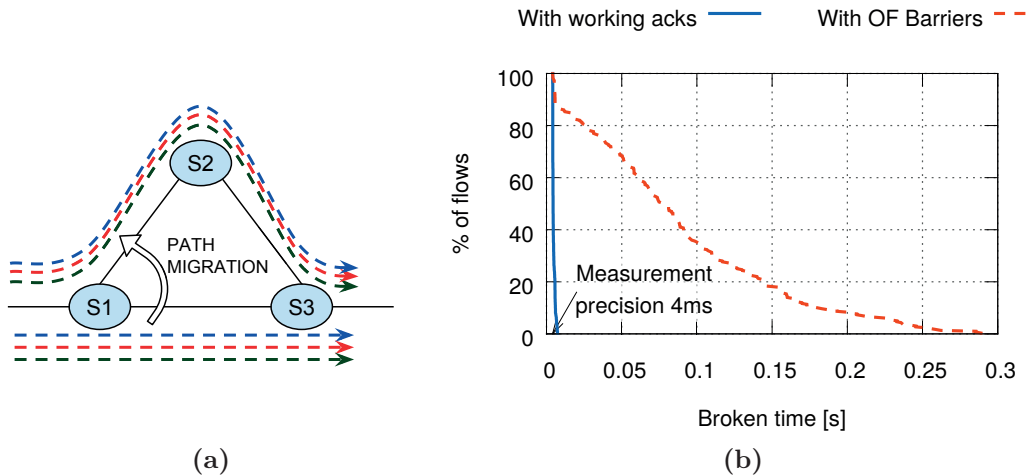 With working acks
With OF Barriers
S2
PATH
MIGRATION
S1
S3
(a)
% of flows
100
80
60
40
20
0
Measurement
precision 4ms
0 0.05 0.1 0.15 0.2 0.25 0.3
Broken time [s]
(b)